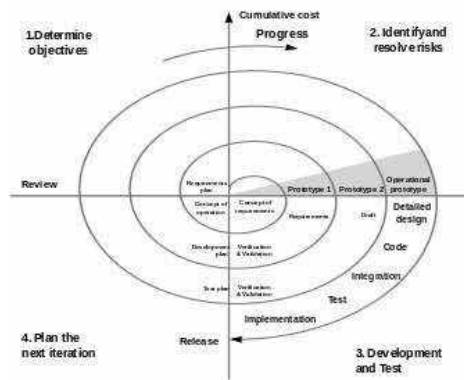 Cumulative cost
1.Determine
objectives
Progress
2. Identify and
resolve risks
Requirements
plan
Operational
prototype
Review
Prototype 1
Prototype 2
Concept of
operation
Concept of
requirements
Requirements
Draft
Detailed
design
Development
plan
Verification
& Validation
Code
Test plan
Verification
& Validation
Integration
Test
Implementation
Release
4. Plan the
next iteration
3. Development
and Test